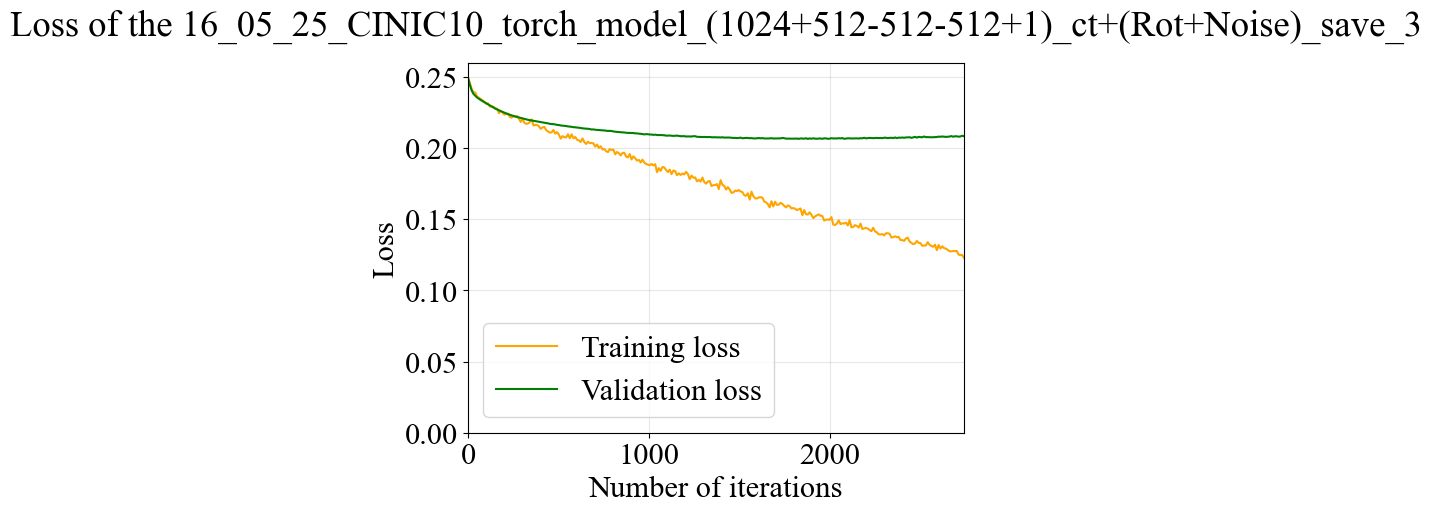 Loss of the 16_05_25_CINIC10_torch_model_(1024+512-512-512+1)_ct+(Rot+Noise)_save_3
0.25
0.20
0.15
0.10
0.05
0.00
Loss
Training loss
Validation loss
0 1000 2000
Number of iterations